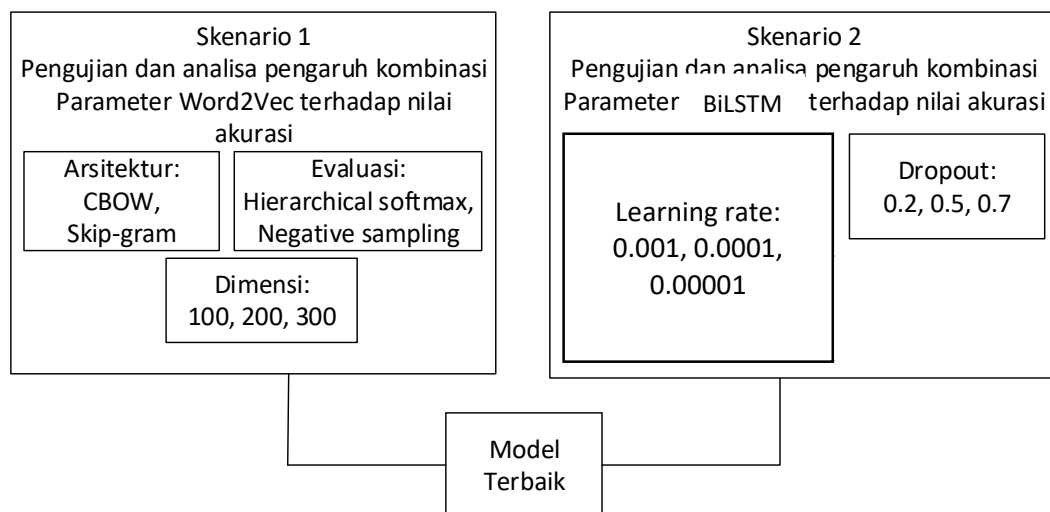 Skenario 1
Pengujian dan analisa pengaruh kombinasi
Parameter Word2Vec terhadap nilai
akurasi
Arsitektur:
CBOW,
Skip-gram
Evaluasi:
Hierarchical softmax,
Negative sampling
Dimensi:
100, 200, 300
Skenario 2
Pengujian dan analisa pengaruh kombinasi
Parameter BiLSTM terhadap nilai akurasi
Learning rate:
0.001, 0.0001,
0.00001
Dropout:
0.2, 0.5, 0.7
Model
Terbaik